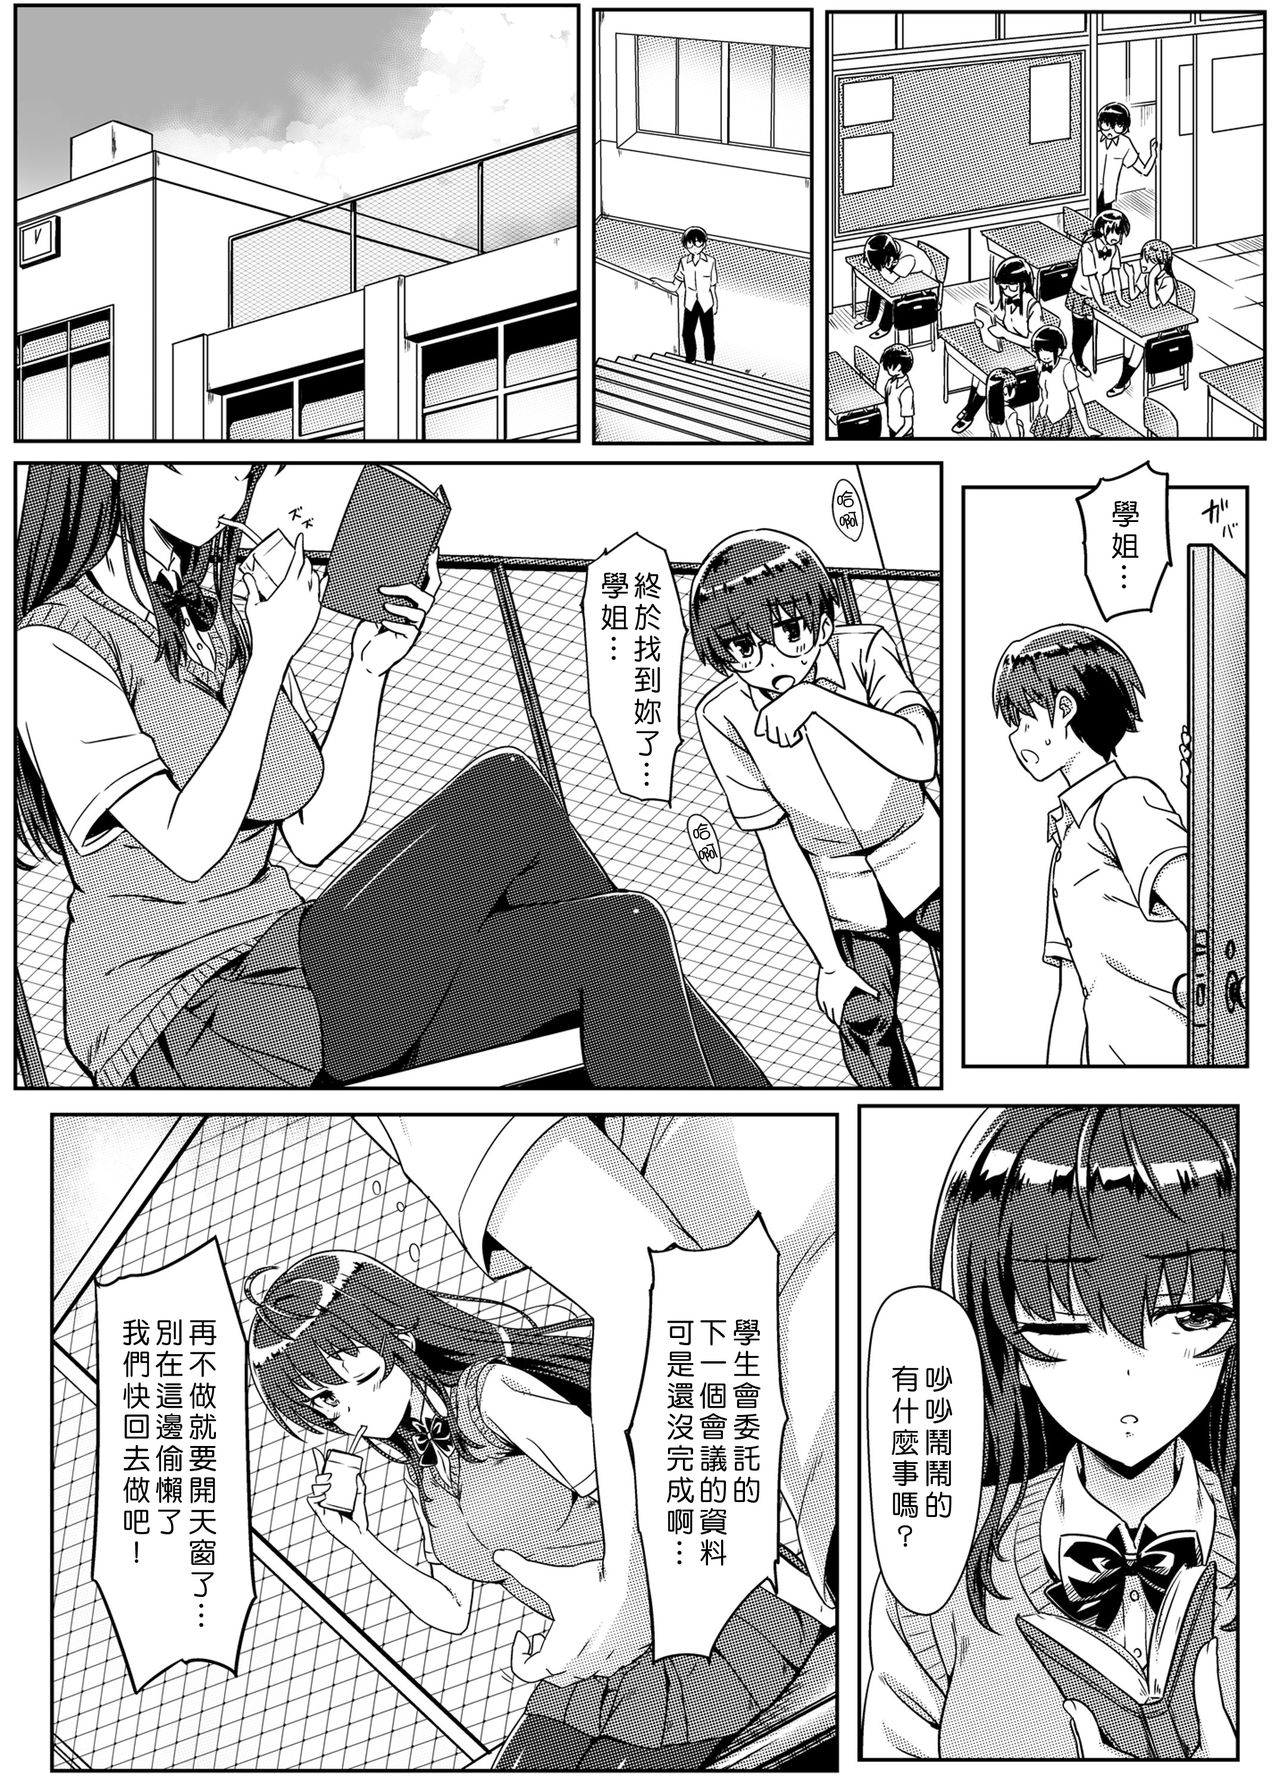 ガバ
學姐…
哈啊
終於找到妳了…
學姐…
哈啊
ズズ
吵吵鬧鬧的
有什麼事嗎？
學生會委託的
下一個會議的資料
可是還沒完成啊…
再不做就要開天窗了…
別在這邊偷懶了
我們快回去做吧！